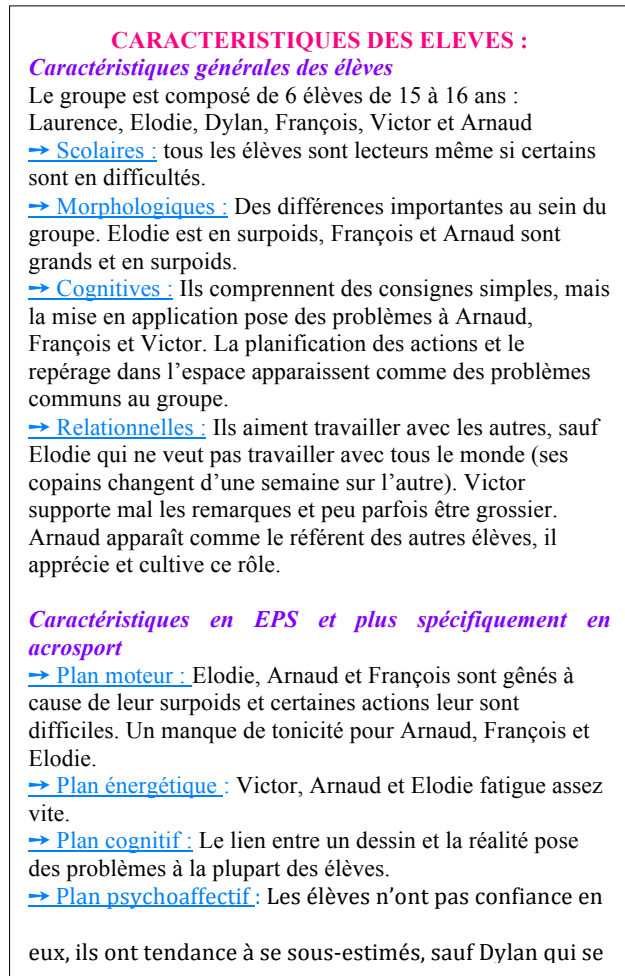 CARACTERISTIQUES DES ELEVES :
Caractéristiques générales des élèves
Le groupe est composé de 6 élèves de 15 à 16 ans :
Laurence, Elodie, Dylan, François, Victor et Arnaud
→ Scolaires : tous les élèves sont lecteurs même si certains
sont en difficultés.
→ Morphologiques : Des différences importantes au sein du
groupe. Elodie est en surpoids, François et Arnaud sont
grands et en surpoids.
→ Cognitives : Ils comprennent des consignes simples, mais
la mise en application pose des problèmes à Arnaud,
François et Victor. La planification des actions et le
repérage dans l’espace apparaissent comme des problèmes
communs au groupe.
→ Relationnelles : Ils aiment travailler avec les autres, sauf
Elodie qui ne veut pas travailler avec tous le monde (ses
copains changent d’une semaine sur l’autre). Victor
supporte mal les remarques et peu parfois être grossier.
Arnaud apparaît comme le référent des autres élèves, il
apprécie et cultive ce rôle.
Caractéristiques en EPS et plus spécifiquement en
acrosport
→ Plan moteur : Elodie, Arnaud et François sont gênés à
cause de leur surpoids et certaines actions leur sont
difficiles. Un manque de tonicité pour Arnaud, François et
Elodie.
→ Plan énergétique : Victor, Arnaud et Elodie fatigue assez
vite.
→ Plan cognitif : Le lien entre un dessin et la réalité pose
des problèmes à la plupart des élèves.
→ Plan psychoaffectif : Les élèves n’ont pas confiance en
eux, ils ont tendance à se sous-estimés, sauf Dylan qui se